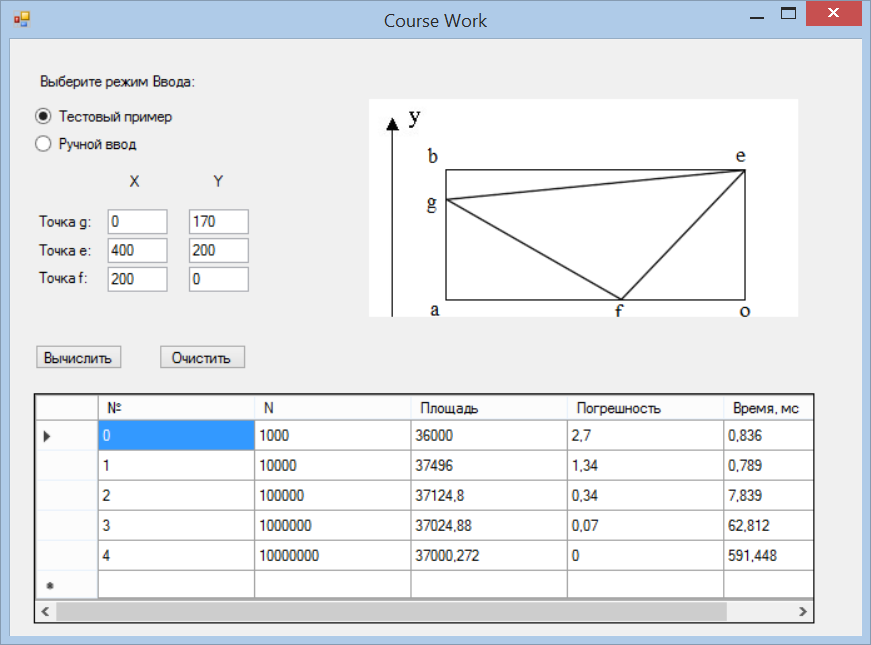 Course Work
Выберите режим Ввода:
Тестовый пример
Ручной ввод
X Y
Точка g: 0 170
Точка e: 400 200
Точка f: 200 0
y
b e
g
a f o
Вычислить Очистить
№ N Площадь Погрешность Время, мс
0 1000 36000 2,7 0,836
1 10000 37496 1,34 0,789
2 100000 37124,8 0,34 7,839
3 1000000 37024,88 0,07 62,812
4 10000000 37000,272 0 591,448